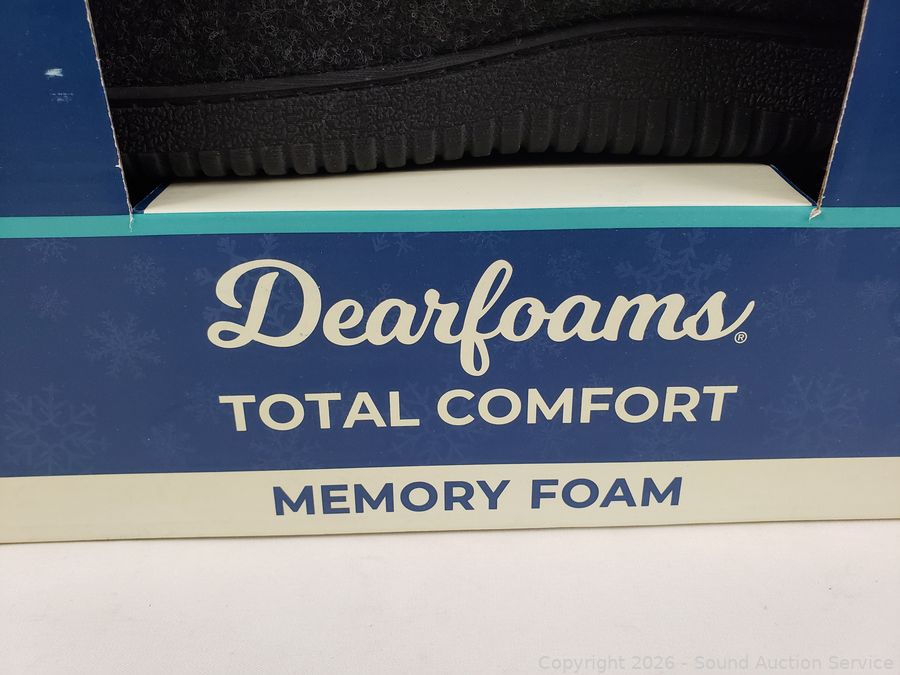 Dearfoams®
TOTAL COMFORT
MEMORY FOAM
Copyright 2026 - Sound Auction Service